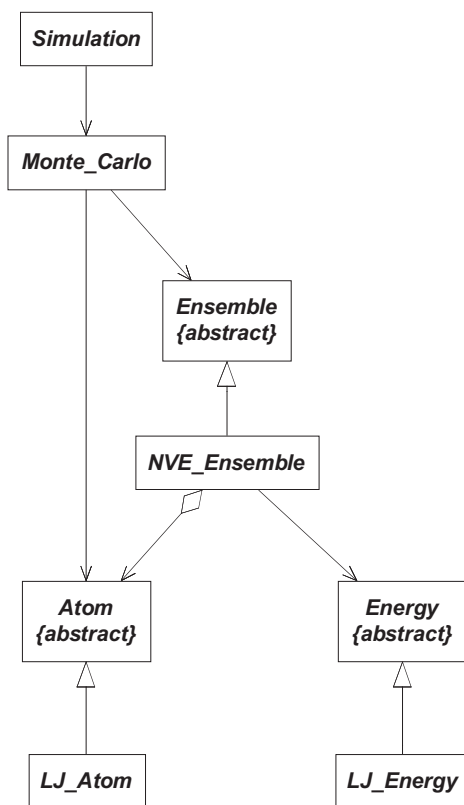 Simulation
Monte_Carlo
Ensemble
{abstract}
NVE_Ensemble
Atom
{abstract}
Energy
{abstract}
LJ_Atom
LJ_Energy